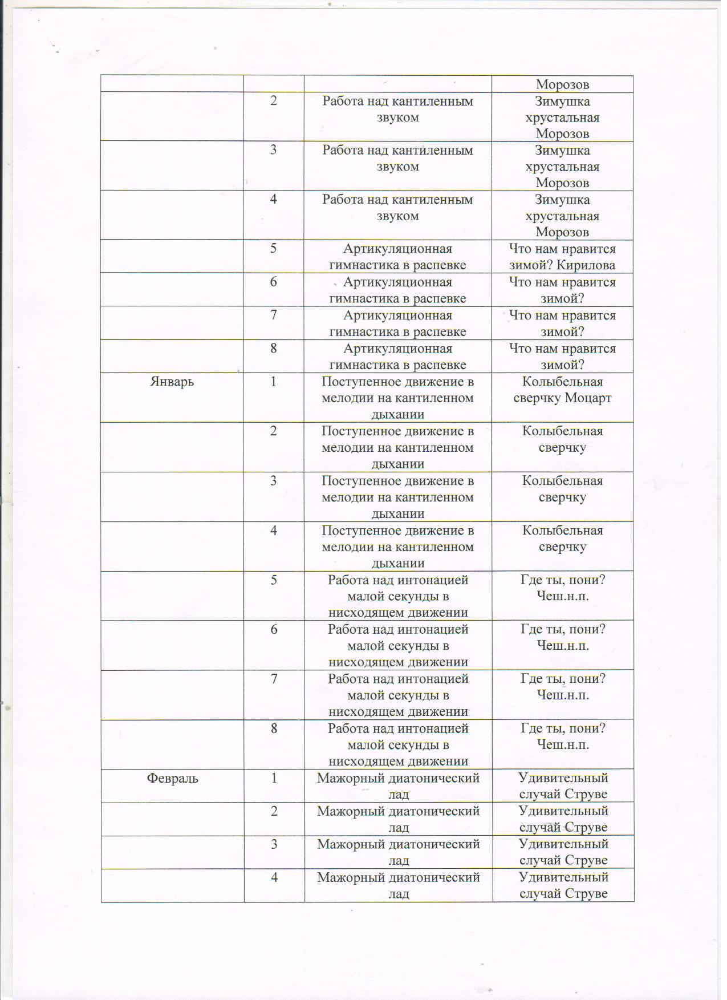 Морозов
2 Работа над кантиленным Зимушка
звуком хрустальная
Морозов
3 Работа над кантиленным Зимушка
звуком хрустальная
Морозов
4 Работа над кантиленным Зимушка
звуком хрустальная
Морозов
5 Артикуляционная Что нам нравится
гимнастика в распевке зимой? Кирилова
6 Артикуляционная Что нам нравится
гимнастика в распевке зимой?
7 Артикуляционная Что нам нравится
гимнастика в распевке зимой?
8 Артикуляционная Что нам нравится
гимнастика в распевке зимой?
Январь 1 Поступенное движение в Колыбельная
мелодии на кантиленном сверчку Моцарт
дыхании
2 Поступенное движение в Колыбельная
мелодии на кантиленном сверчку
дыхании
3 Поступенное движение в Колыбельная
мелодии на кантиленном сверчку
дыхании
4 Поступенное движение в Колыбельная
мелодии на кантиленном сверчку
дыхании
5 Работа над интонацией Где ты, пони?
малой секунды в Чеш.н.п.
нисходящем движении
6 Работа над интонацией Где ты, пони?
малой секунды в Чеш.н.п.
нисходящем движении
7 Работа над интонацией Где ты, пони?
малой секунды в Чеш.н.п.
нисходящем движении
8 Работа над интонацией Где ты, пони?
малой секунды в Чеш.н.п.
нисходящем движении
Февраль 1 Мажорный диатонический Удивительный
лад случай Струве
2 Мажорный диатонический Удивительный
лад случай Струве
3 Мажорный диатонический Удивительный
лад случай Струве
4 Мажорный диатонический Удивительный
лад случай Струве